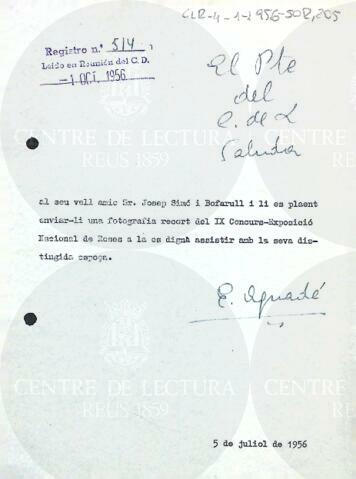 CLR-4-1-1956-SOR,205
Registro n.º 514
Leído en Reunión del C. D.
-1 OCT. 1956
El Pte
del
C. de L.
Saluda
CENTRE DE LECTURA
REUS 1859
al seu vell amic Sr. Josep Simó i Bofarull i li es plaent
enviar-li una fotografia recort del IX Concurs-Exposició
Nacional de Roses a la es dignà assistir amb la seva dis-
tingida esposa.
E. Aguadé
CENTRE DE LECTURA
REUS 1859
5 de juliol de 1956